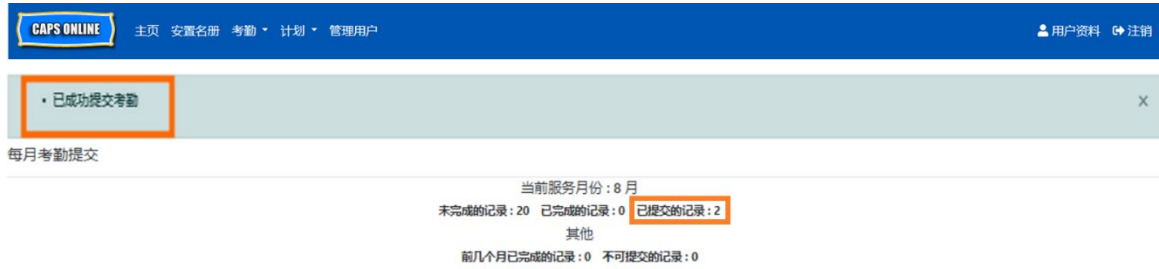 CAPS ONLINE 主页 安置名册 考勤 计划 管理用户 用户资料 注销
• 已成功提交考勤 x
每月考勤提交
当前服务月份 : 8 月
未完成的记录 : 20 已完成的记录 : 0 已提交的记录 : 2
其他
前几个月已完成的记录 : 0 不可提交的记录 : 0